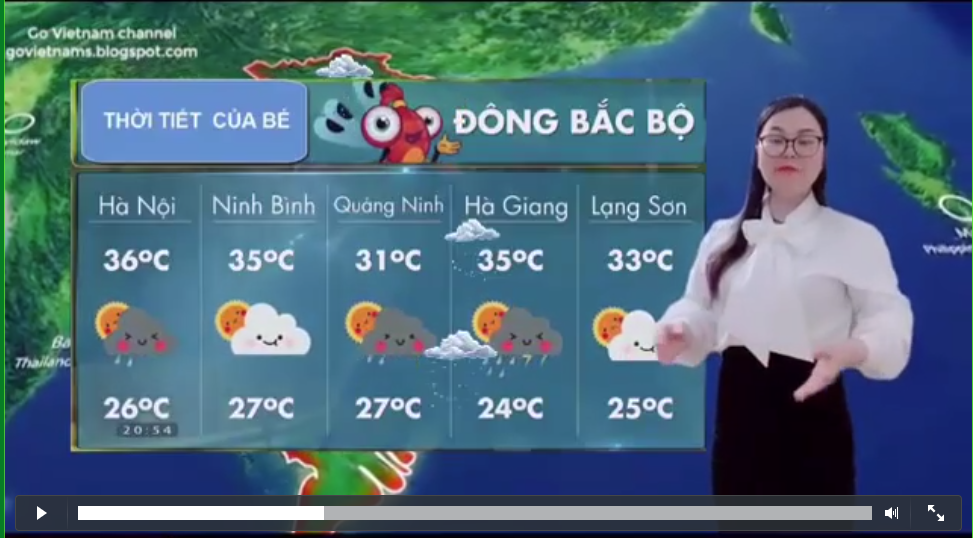 Go Vietnam channel
govietnams.blogspot.com
THỜI TIẾT CỦA BÉ
ĐÔNG BẮC BỘ
Hà Nội
Ninh Bình
Quảng Ninh
Hà Giang
Lạng Sơn
36ºC
35ºC
31ºC
35ºC
33ºC
26ºC
27ºC
27ºC
24ºC
25ºC
20:54
Thailand